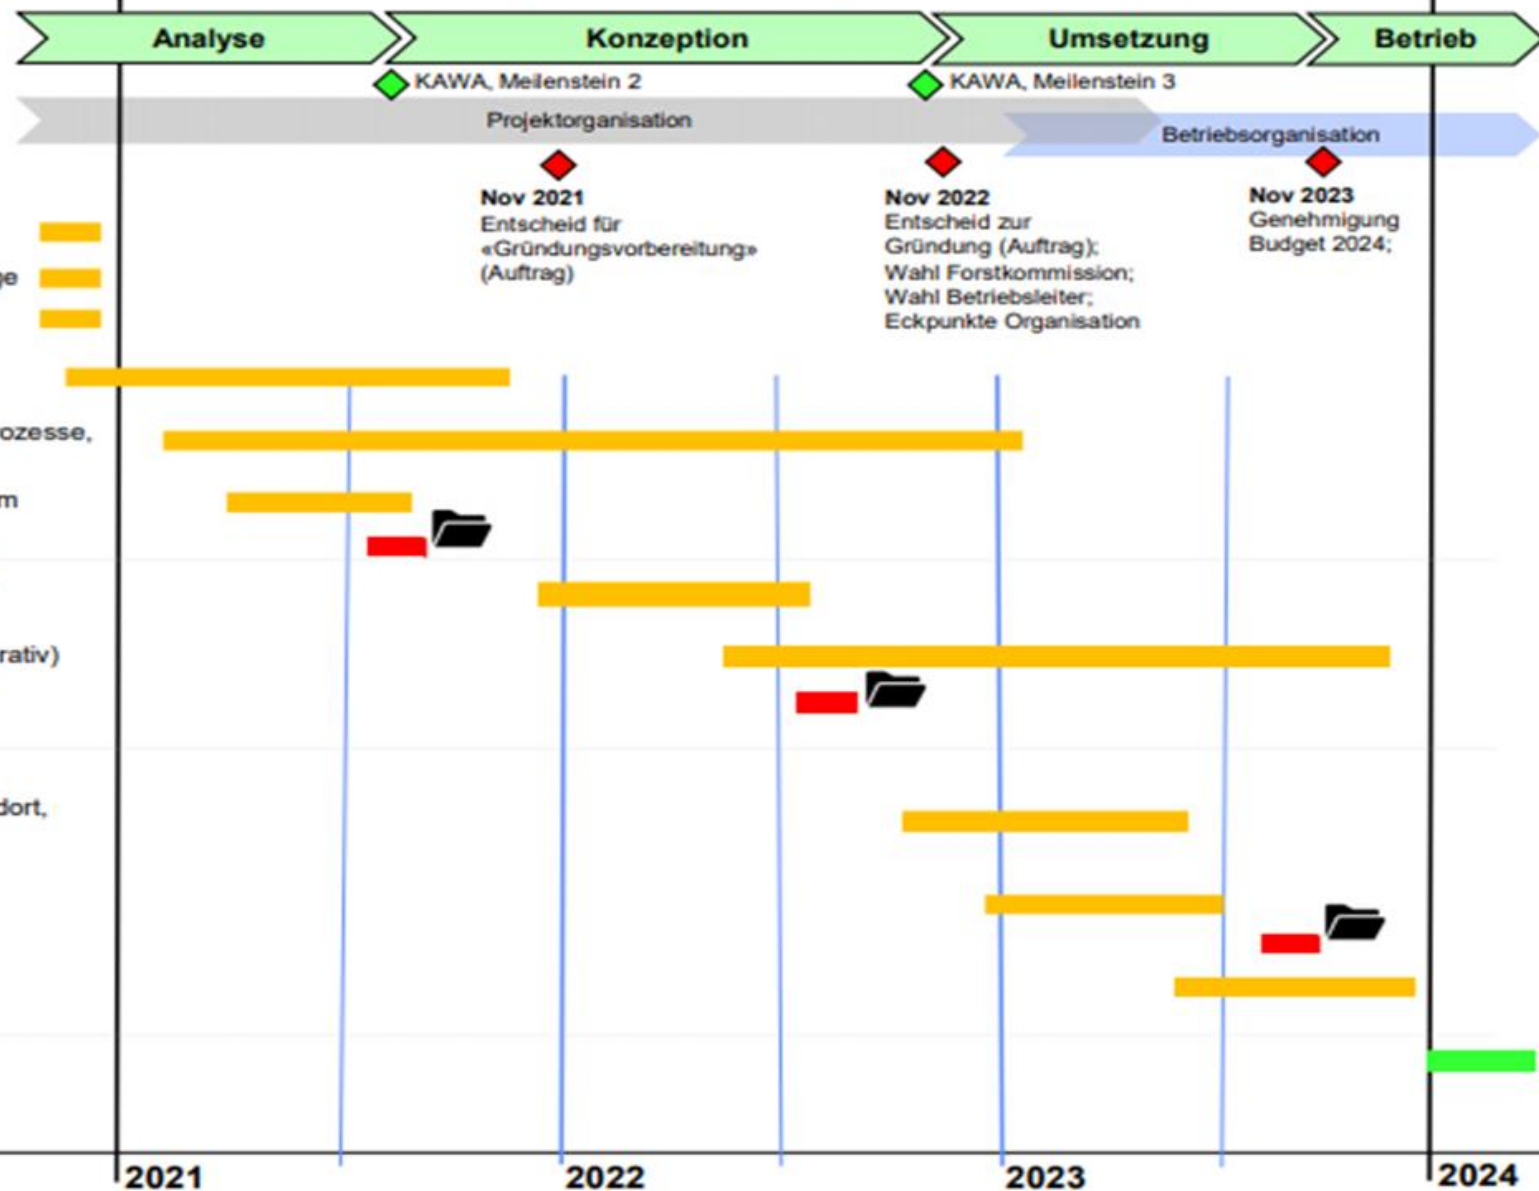 Analyse
Konzeption
Umsetzung
Betrieb
KAWA, Meilenstein 2
KAWA, Meilenstein 3
Projektorganisation
Betriebsorganisation
Nov 2021
Entscheid für
«Gründungsvorbereitung»
(Auftrag)
Nov 2022
Entscheid zur
Gründung (Auftrag);
Wahl Forstkommission;
Wahl Betriebsleiter;
Eckpunkte Organisation
Nov 2023
Genehmigung
Budget 2024;
ge
ozesse,
m
rativ)
dort,
2021
2022
2023
2024